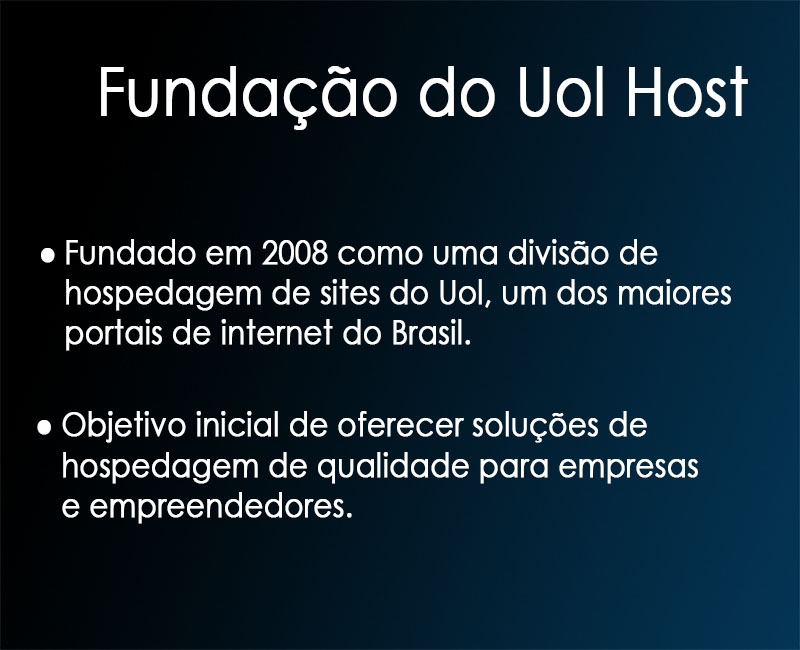 Fundação do Uol Host
• Fundado em 2008 como uma divisão de
hospedagem de sites do Uol, um dos maiores
portais de internet do Brasil.
• Objetivo inicial de oferecer soluções de
hospedagem de qualidade para empresas
e empreendedores.